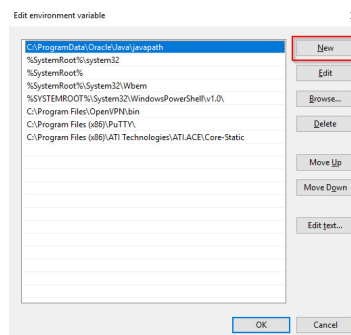 Edit environment variable
C:\ProgramData\Oracle\Java\javapath
%SystemRoot%\system32
%SystemRoot%
%SystemRoot%\System32\Wbem
%SYSTEMROOT%\System32\WindowsPowerShell\v1.0\
C:\Program Files\OpenVPN\bin
C:\Program Files (x86)\PuTTY\
C:\Program Files (x86)\ATI Technologies\ATI.ACE\Core-Static
New
Edit
Browse...
Delete
Move Up
Move Down
Edit text...
OK
Cancel